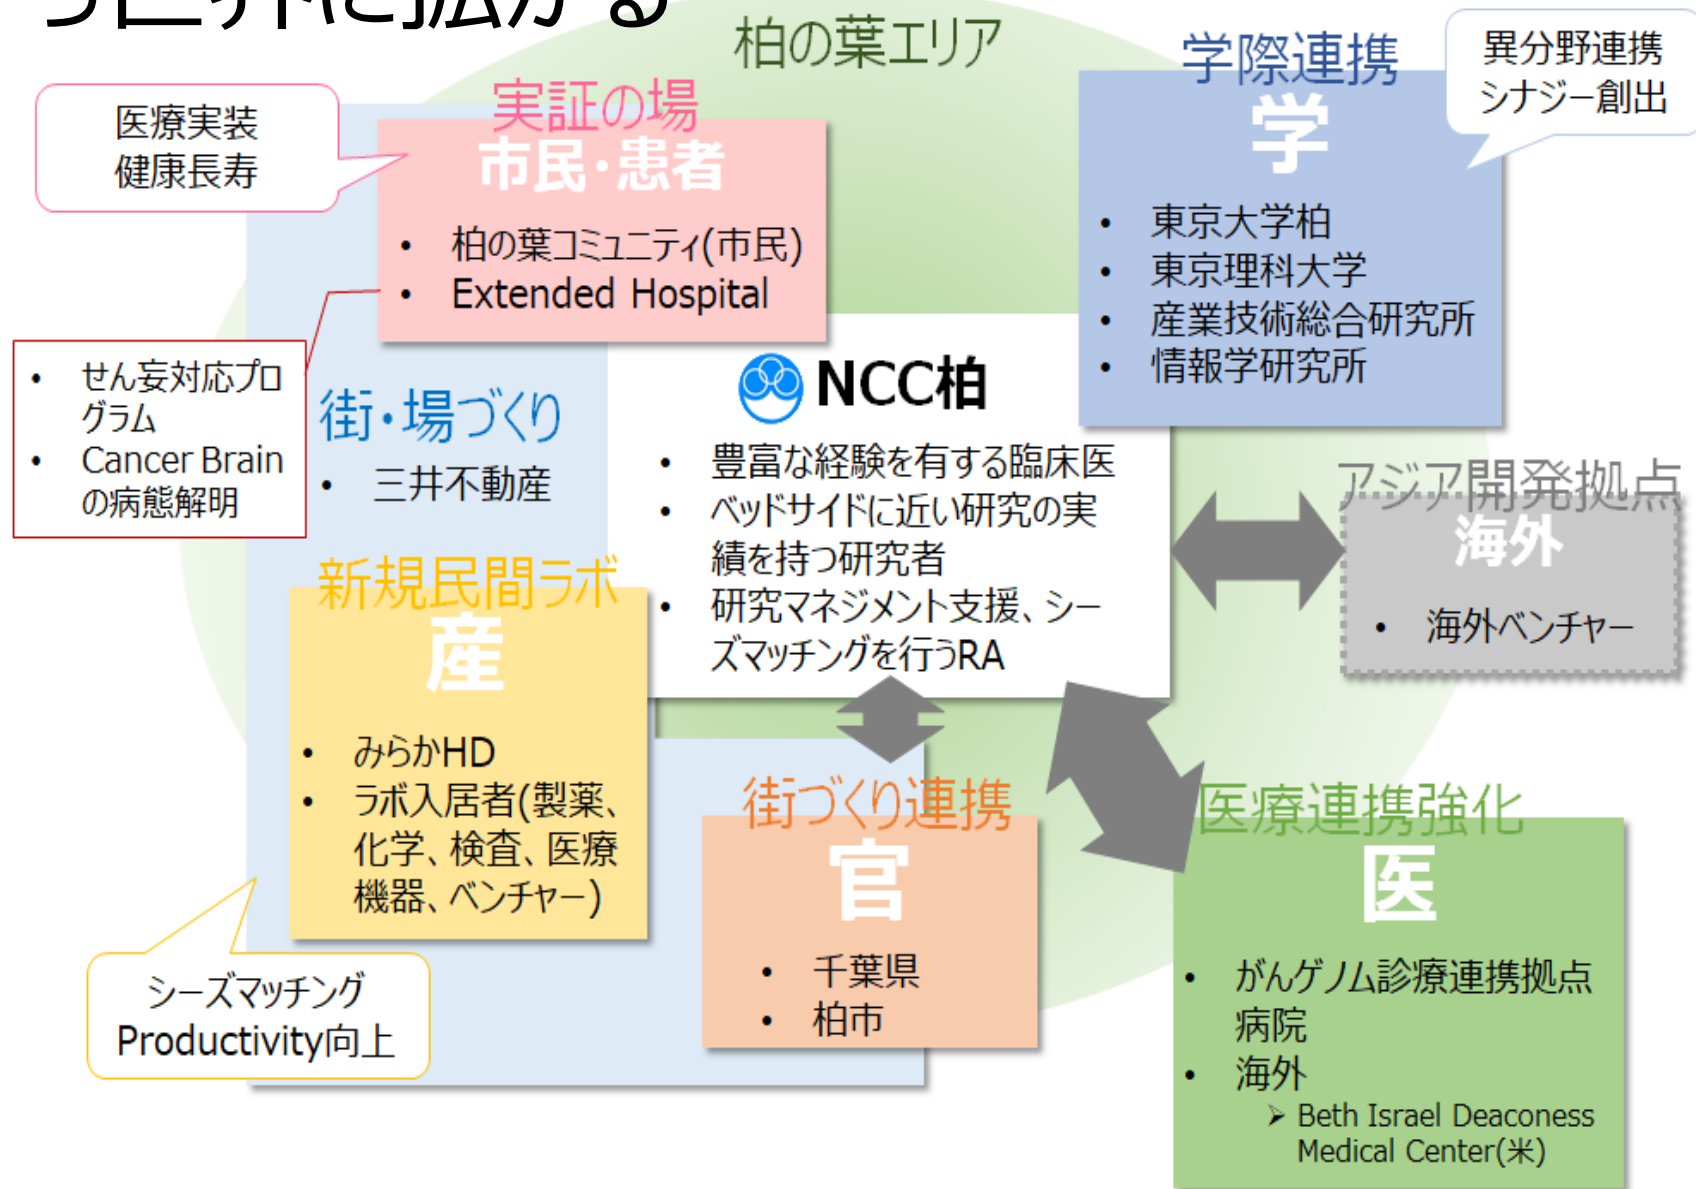 柏の葉エリア
医療実装
健康長寿
実証の場
市民・患者
• 柏の葉コミュニティ(市民)
• Extended Hospital
学際連携
学
• 東京大学柏
• 東京理科大学
• 産業技術総合研究所
• 情報学研究所
異分野連携
シナジー創出
• せん妄対応プロ
グラム
• Cancer Brain
の病態解明
街・場づくり
• 三井不動産
NCC柏
• 豊富な経験を有する臨床医
• ベッドサイドに近い研究の実
績を持つ研究者
• 研究マネジメント支援、シー
ズマッチングを行うRA
アジア開発拠点
海外
• 海外ベンチャー
新規民間ラボ
産
• みらかHD
• ラボ入居者(製薬、
化学、検査、医療
機器、ベンチャー)
シーズマッチング
Productivity向上
街づくり連携
官
• 千葉県
• 柏市
医療連携強化
医
• がんゲノム診療連携拠点
病院
• 海外
➢ Beth Israel Deaconess
Medical Center(米)